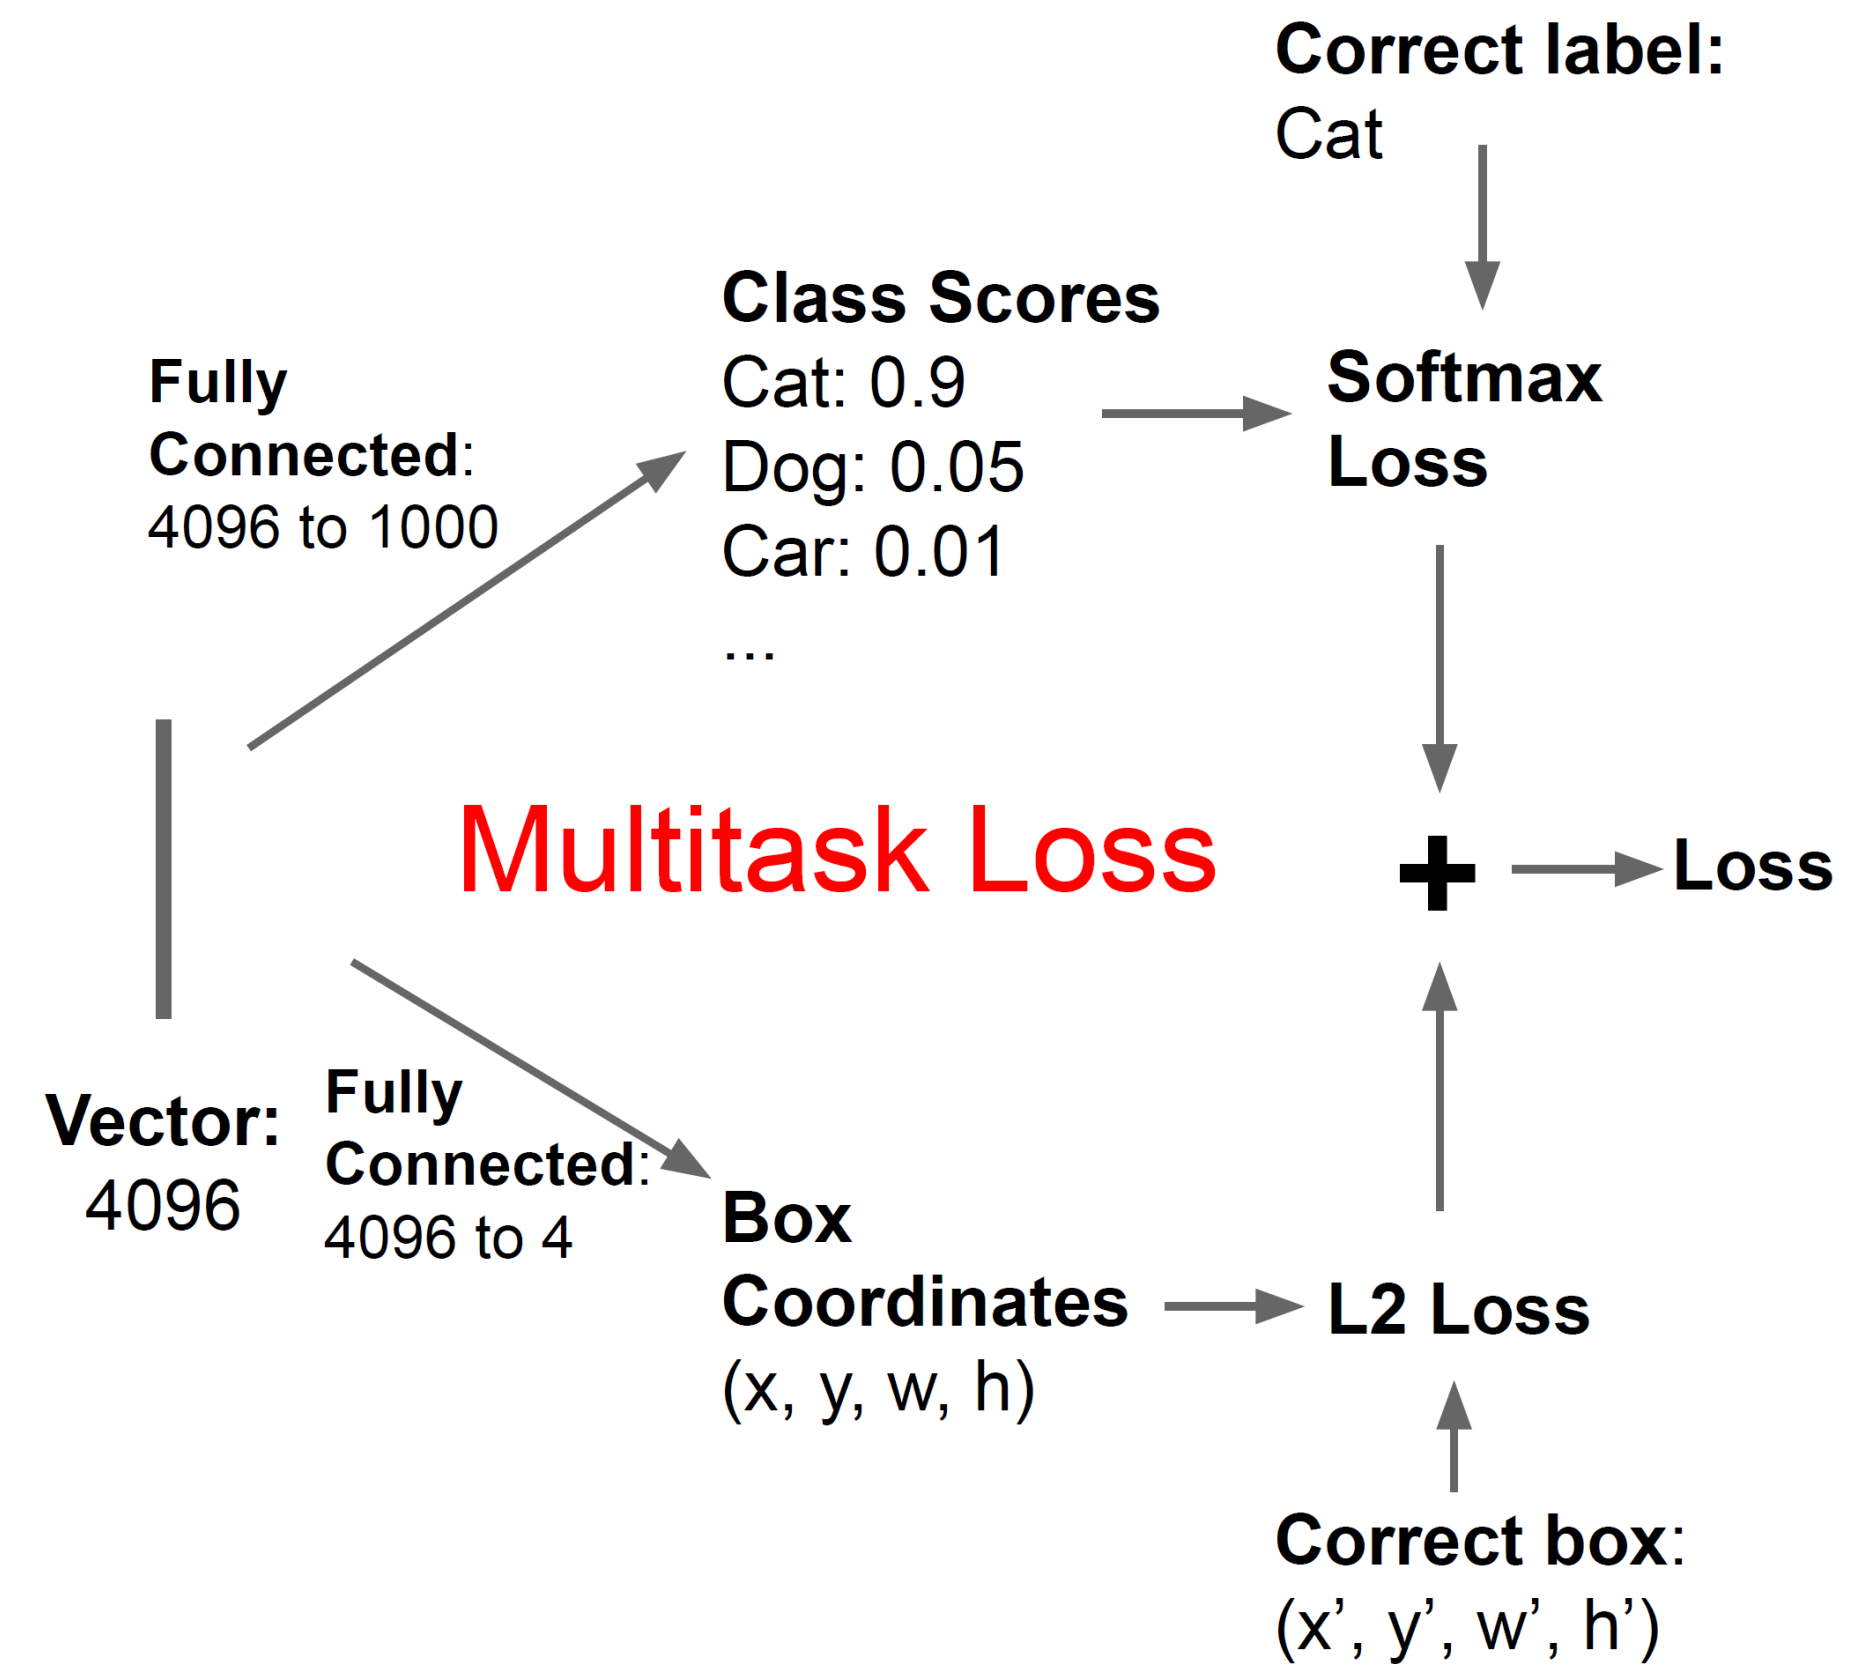 Correct label:
Cat
Class Scores
Cat: 0.9
Dog: 0.05
Car: 0.01
...
Softmax
Loss
Fully
Connected:
4096 to 1000
Multitask Loss
+
Loss
Vector:
4096
Fully
Connected:
4096 to 4
Box
Coordinates
(x, y, w, h)
L2 Loss
Correct box:
(x’, y’, w’, h’)